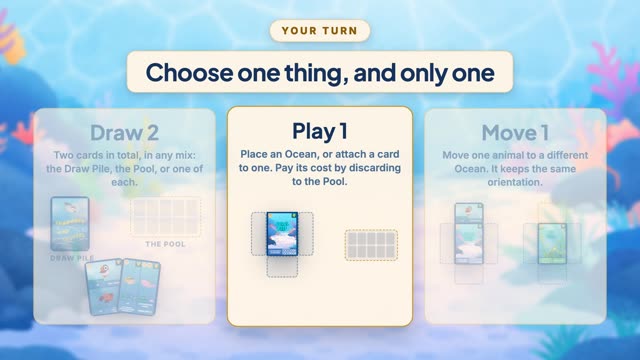 YOUR TURN
Choose one thing, and only one
Draw 2
Two cards in total, in any mix:
the Draw Pile, the Pool, or one of
each.
DRAW PILE
THE POOL
Play 1
Place an Ocean, or attach a card
to one. Pay its cost by discarding
to the Pool.
Move 1
Move one animal to a different
Ocean. It keeps the same
orientation.